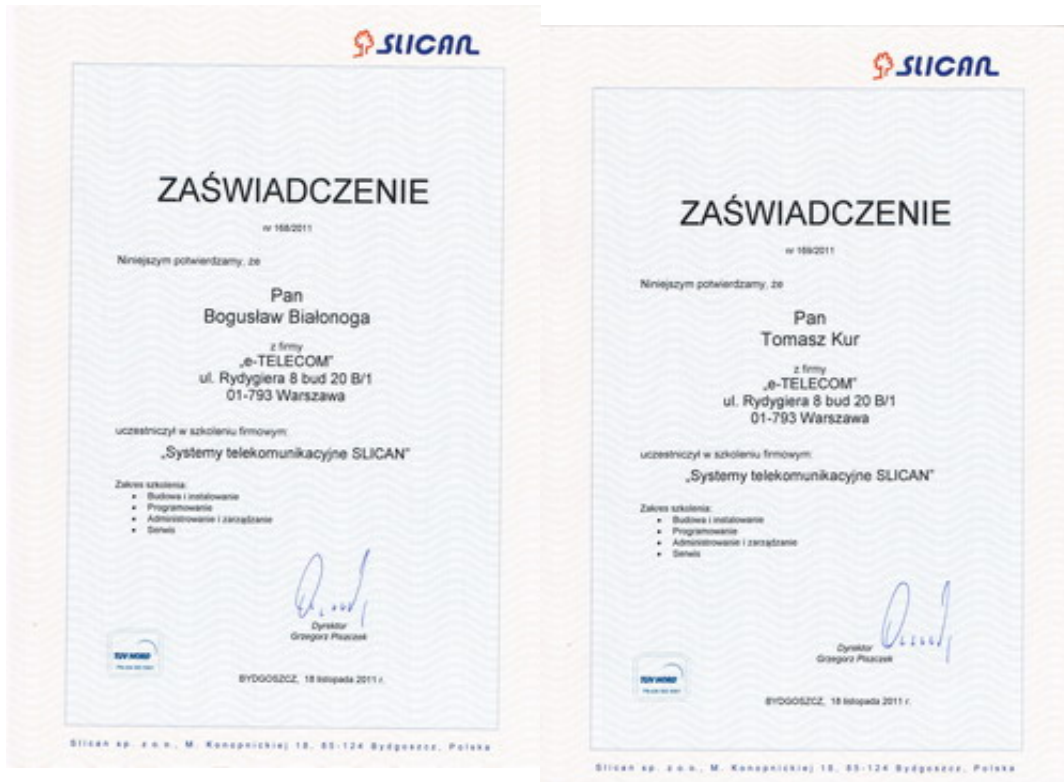 SLICAN
ZAŚWIADCZENIE
nr 168/2011
Niniejszym potwierdzamy, że
Pan
Bogusław Białonoga
z firmy
„e-TELECOM”
ul. Rydygiera 8 bud 20 B/1
01-793 Warszawa
uczestniczył w szkoleniu firmowym:
„Systemy telekomunikacyjne SLICAN”
Zakres szkolenia:
• Budowa i instalowanie
• Programowanie
• Administrowanie i zarządzanie
• Serwis
Dyrektor
Grzegorz Piszczek
TUV NORD
BYDGOSZCZ, 18 listopada 2011 r.
Slican sp. z o.o., M. Konopnickiej 18, 85-124 Bydgoszcz, Polska
SLICAN
ZAŚWIADCZENIE
nr 169/2011
Niniejszym potwierdzamy, że
Pan
Tomasz Kur
z firmy
„e-TELECOM”
ul. Rydygiera 8 bud 20 B/1
01-793 Warszawa
uczestniczył w szkoleniu firmowym:
„Systemy telekomunikacyjne SLICAN”
Zakres szkolenia:
• Budowa i instalowanie
• Programowanie
• Administrowanie i zarządzanie
• Serwis
Dyrektor
Grzegorz Piszczek
TUV NORD
BYDGOSZCZ, 18 listopada 2011 r.
Slican sp. z o.o., M. Konopnickiej 18, 85-124 Bydgoszcz, Polska